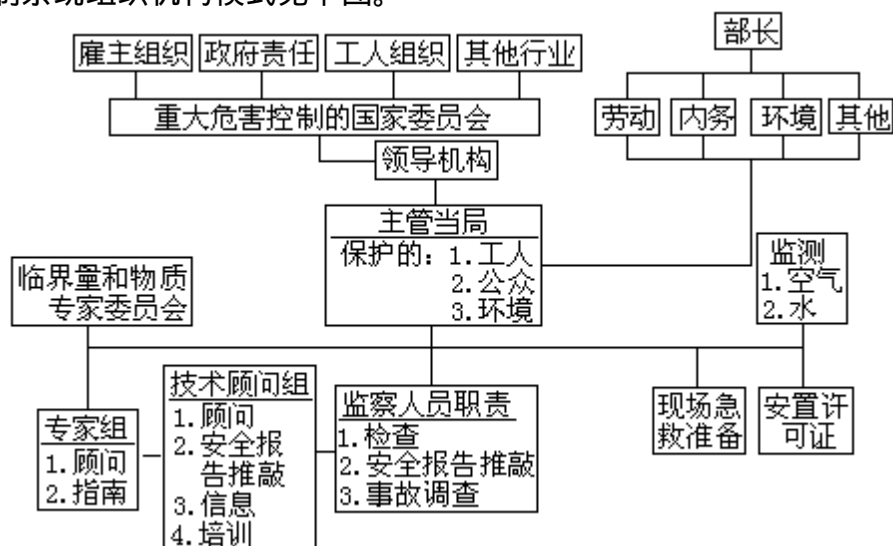 制系统组织机构模式见下图。
部长
雇主组织 政府责任 工人组织 其他行业
重大危害控制的国家委员会
劳动 内务 环境 其他
领导机构
主管当局
保护的：1.工人
2.公众
3.环境
监测
1.空气
2.水
临界量和物质
专家委员会
专家组
1.顾问
2.指南
技术顾问组
1.顾问
2.安全报
告推敲
3.信息
4.培训
监察人员职责
1.检查
2.安全报告推敲
3.事故调查
现场急
救准备
安置许
可证